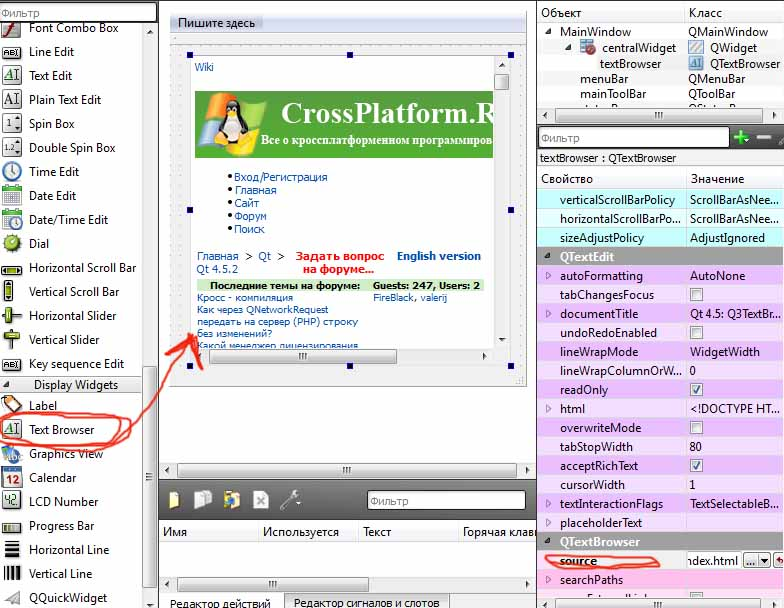 Фильтр
Font Combo Box
Line Edit
Text Edit
Plain Text Edit
Spin Box
Double Spin Box
Time Edit
Date Edit
Date/Time Edit
Dial
Horizontal Scroll Bar
Vertical Scroll Bar
Horizontal Slider
Vertical Slider
Key sequence Edit
Display Widgets
Label
Text Browser
Graphics View
Calendar
LCD Number
Progress Bar
Horizontal Line
Vertical Line
QQuickWidget
Пишите здесь
Wiki
CrossPlatform.R
Все о кроссплатформенном программиров
Вход/Регистрация
Главная
Сайт
Форум
Поиск
Главная > Qt > Задать вопрос English version
Qt 4.5.2 на форуме...
Последние темы на форуме: Guests: 247, Users: 2
Кросс - компиляция FireBlack, valerij
Как через QNetworkRequest
передать на сервер (PHP) строку
без изменений?
Какой менеджер лицензирования
Фильтр
Имя Используется Текст Горячая клави
Редактор действий Редактор сигналов и слотов
Объект Класс
MainWindow QMainWindow
centralWidget QWidget
textBrowser QTextBrowser
menuBar QMenuBar
mainToolBar QToolBar
Фильтр
textBrowser : QTextBrowser
Свойство Значение
verticalScrollBarPolicy ScrollBarAsNee...
horizontalScrollBarPo... ScrollBarAsNee...
sizeAdjustPolicy AdjustIgnored
QTextEdit
autoFormatting AutoNone
tabChangesFocus
documentTitle Qt 4.5: Q3TextBr...
undoRedoEnabled
lineWrapMode WidgetWidth
lineWrapColumnOrW... 0
readOnly
html <!DOCTYPE HT...
overwriteMode
tabStopWidth 80
acceptRichText
cursorWidth 1
textInteractionFlags TextSelectableB...
placeholderText
QTextBrowser
source ndex.html ...
searchPaths